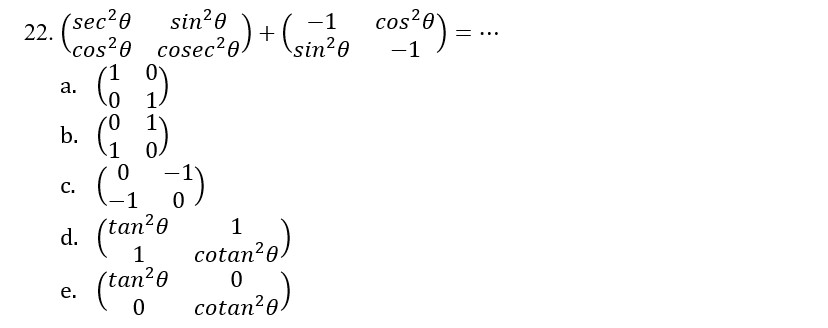 22. (sec²θ sin²θ cos²θ cosec²θ) + (−1 cos²θ sin²θ −1) = ⋯
a. (1 0 0 1)
b. (0 1 1 0)
c. (0 −1 −1 0)
d. (tan²θ 1 1 cotan²θ)
e. (tan²θ 0 0 cotan²θ)